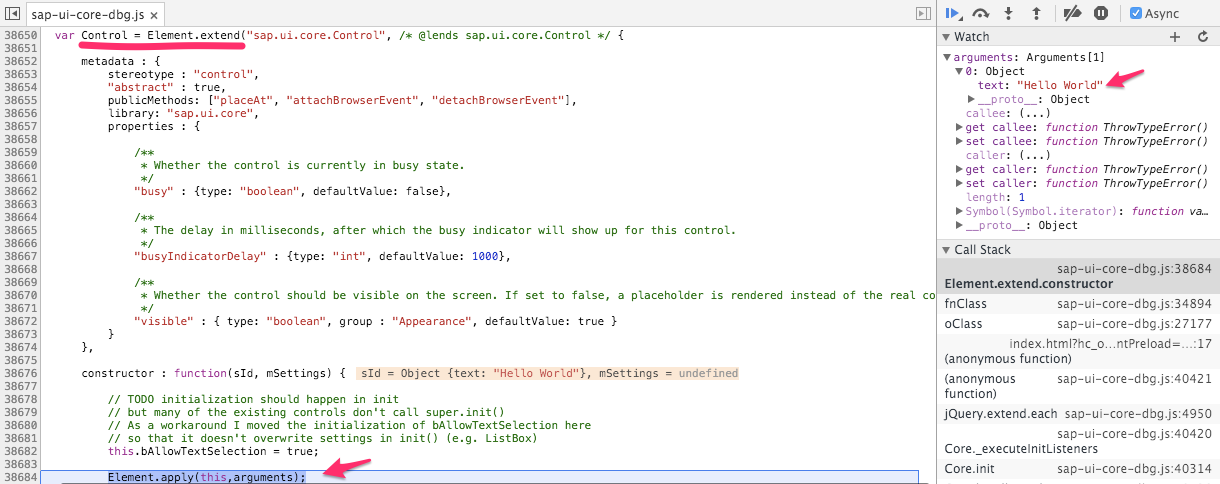 sap-ui-core-dbg.js ×
38650 var Control = Element.extend("sap.ui.core.Control", /* @lends sap.ui.core.Control */ {
38651
38652 metadata : {
38653 stereotype : "control",
38654 "abstract" : true,
38655 publicMethods: ["placeAt", "attachBrowserEvent", "detachBrowserEvent"],
38656 library: "sap.ui.core",
38657 properties : {
38658
38659 /**
38660 * Whether the control is currently in busy state.
38661 */
38662 "busy" : {type: "boolean", defaultValue: false},
38663
38664 /**
38665 * The delay in milliseconds, after which the busy indicator will show up for this control.
38666 */
38667 "busyIndicatorDelay" : {type: "int", defaultValue: 1000},
38668
38669 /**
38670 * Whether the control should be visible on the screen. If set to false, a placeholder is rendered instead of the real co
38671 */
38672 "visible" : { type: "boolean", group : "Appearance", defaultValue: true }
38673 }
38674 },
38675
38676 constructor : function(sId, mSettings) { sId = Object {text: "Hello World"}, mSettings = undefined
38677
38678 // TODO initialization should happen in init
38679 // but many of the existing controls don't call super.init()
38680 // As a workaround I moved the initialization of bAllowTextSelection here
38681 // so that it doesn't overwrite settings in init() (e.g. ListBox)
38682 this.bAllowTextSelection = true;
38683
38684 Element.apply(this,arguments);
Async
Watch
arguments: Arguments[1]
0: Object
text: "Hello World"
__proto__: Object
callee: (...)
get callee: function ThrowTypeError()
set callee: function ThrowTypeError()
caller: (...)
get caller: function ThrowTypeError()
set caller: function ThrowTypeError()
length: 1
Symbol(Symbol.iterator): function va…
__proto__: Object
Call Stack
sap-ui-core-dbg.js:38684
Element.extend.constructor
fnClass sap-ui-core-dbg.js:34894
oClass sap-ui-core-dbg.js:27177
index.html?hc_o…ntPreload=…:17
(anonymous function)
(anonymous sap-ui-core-dbg.js:40421
function)
jQuery.extend.each sap-ui-core-dbg.js:4950
sap-ui-core-dbg.js:40420
Core._executeInitListeners
Core.init sap-ui-core-dbg.js:40314